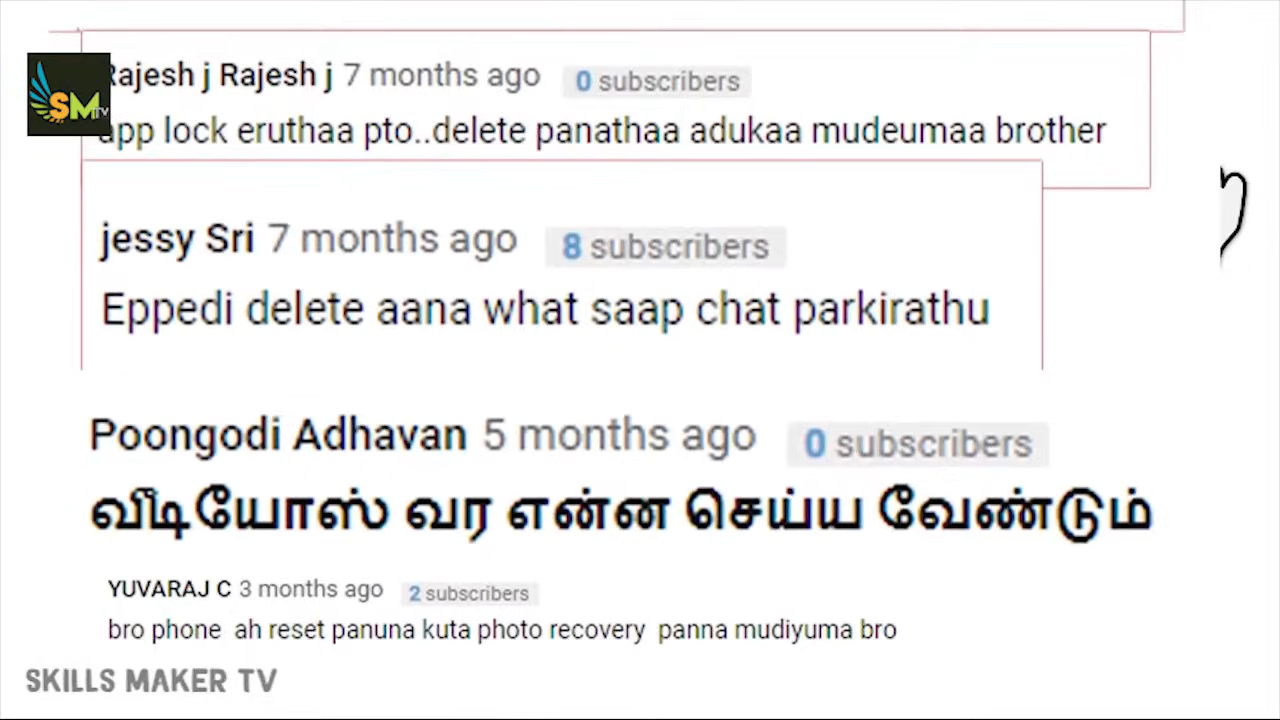 SM TV
Rajesh j Rajesh j 7 months ago 0 subscribers
app lock eruthaa pto..delete panathaa adukaa mudeumaa brother
jessy Sri 7 months ago 8 subscribers
Eppedi delete aana what saap chat parkirathu
Poongodi Adhavan 5 months ago 0 subscribers
வீடியோஸ் வர என்ன செய்ய வேண்டும்
YUVARAJ C 3 months ago 2 subscribers
bro phone ah reset panuna kuta photo recovery panna mudiyuma bro
SKILLS MAKER TV